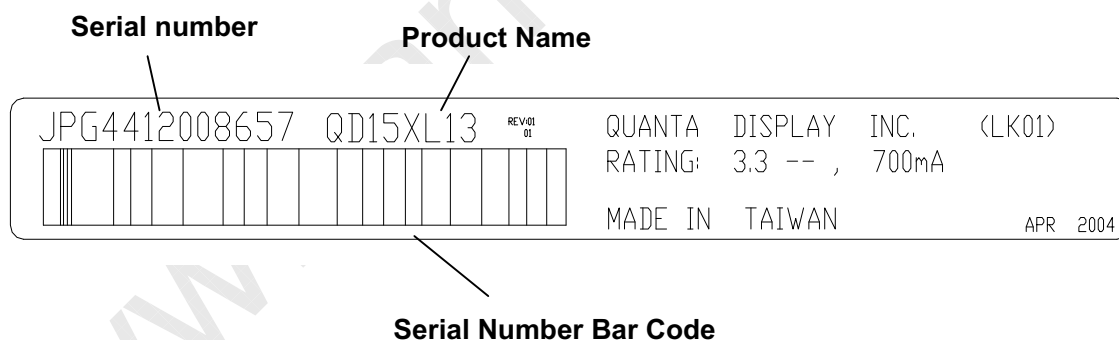 Serial number
Product Name
JPG4412008657 QD15XL13 REV:01
01
QUANTA DISPLAY INC. (LK01)
RATING: 3.3 -- , 700mA
MADE IN TAIWAN
APR 2004
Serial Number Bar Code